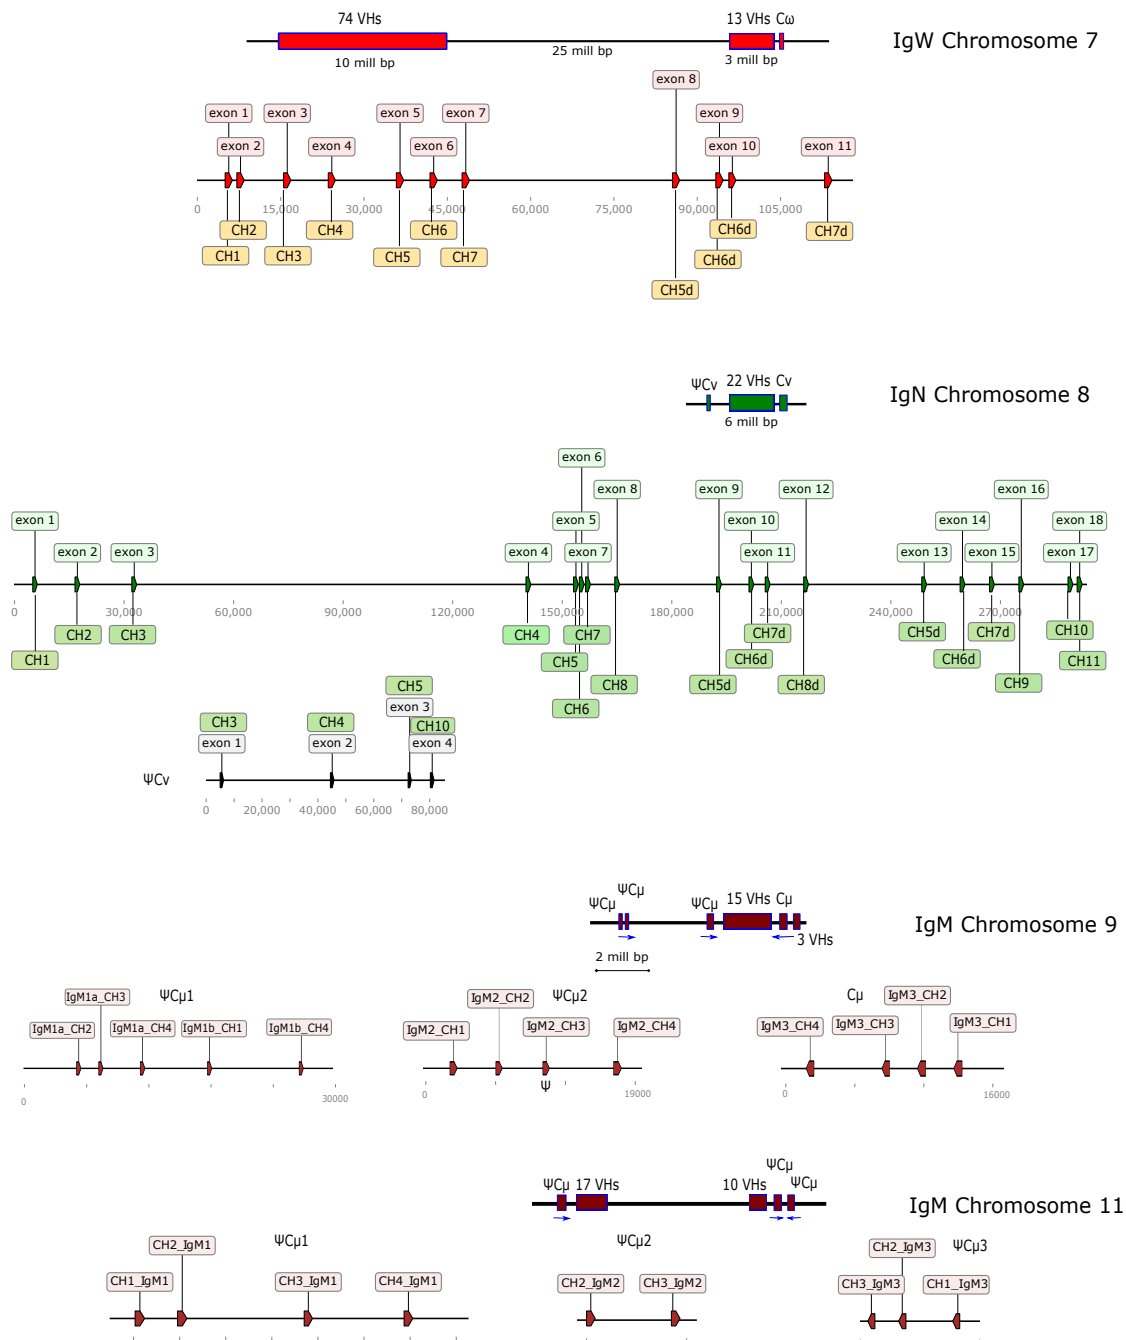 74 VHs
13 VHs Cω
IgW Chromosome 7
10 mill bp
25 mill bp
3 mill bp
exon 8
exon 1
exon 3
exon 5
exon 7
exon 9
exon 2
exon 4
exon 6
exon 10
exon 11
0
15,000
30,000
45,000
60,000
75,000
90,000
105,000
CH2
CH4
CH6
CH6d
CH7d
CH1
CH3
CH5
CH7
CH6d
CH5d
ΨCν 22 VHs Cν
IgN Chromosome 8
6 mill bp
exon 6
exon 8
exon 9
exon 12
exon 16
exon 1
exon 5
exon 10
exon 14
exon 18
exon 2
exon 3
exon 4
exon 7
exon 11
exon 13
exon 15
exon 17
0
30,000
60,000
90,000
120,000
150,000
180,000
210,000
240,000
270,000
CH2
CH3
CH4
CH7
CH7d
CH5d
CH7d
CH10
CH1
CH5
CH6d
CH6d
CH11
CH8
CH5d
CH8d
CH9
CH6
CH5
exon 3
CH3
CH4
CH10
exon 1
exon 2
exon 4
ΨCν
0
20,000
40,000
60,000
80,000
ΨCμ
ΨCμ
ΨCμ
15 VHs Cμ
IgM Chromosome 9
3 VHs
2 mill bp
ΨCμ1
ΨCμ2
Cμ
IgM1a_CH3
IgM2_CH2
IgM3_CH2
IgM1a_CH2
IgM1a_CH4
IgM1b_CH1
IgM1b_CH4
IgM2_CH1
IgM2_CH3
IgM2_CH4
IgM3_CH4
IgM3_CH3
IgM3_CH1
Ψ
0
30000
0
19000
0
16000
ΨCμ
17 VHs
10 VHs
ΨCμ
ΨCμ
IgM Chromosome 11
ΨCμ1
ΨCμ2
ΨCμ3
CH2_IgM1
CH2_IgM3
CH1_IgM1
CH3_IgM1
CH4_IgM1
CH2_IgM2
CH3_IgM2
CH3_IgM3
CH1_IgM3